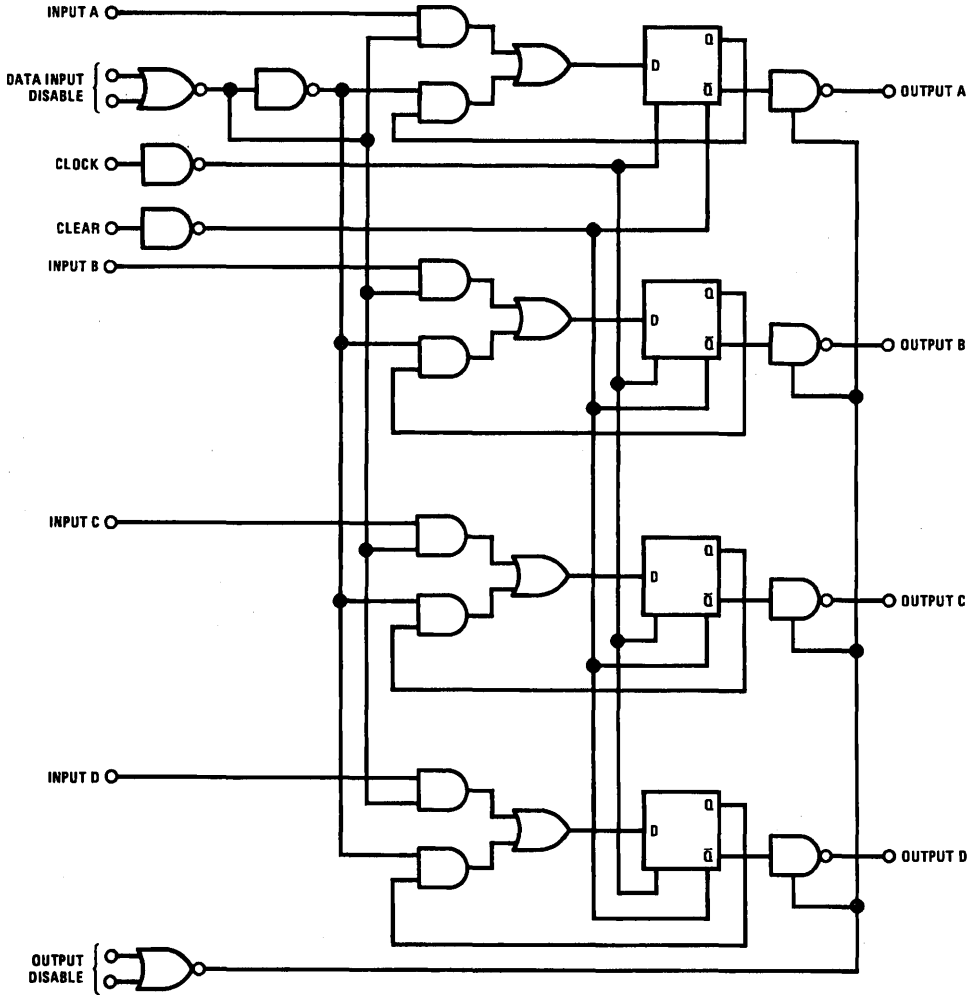 INPUT A
DATA INPUT
DISABLE
CLOCK
CLEAR
INPUT B
INPUT C
INPUT D
OUTPUT
DISABLE
D
Q
Q̅
OUTPUT A
D
Q
Q̅
OUTPUT B
D
Q
Q̅
OUTPUT C
D
Q
Q̅
OUTPUT D